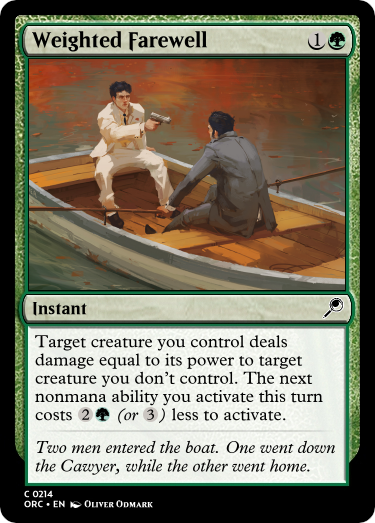 Weighted Farewell 1
Instant
Target creature you control deals
damage equal to its power to target
creature you don't control. The next
nonmana ability you activate this turn
costs 2 (or 3) less to activate.
Two men entered the boat. One went down
the Cawyer, while the other went home.
C 0214
ORC • EN Oliver Odmark